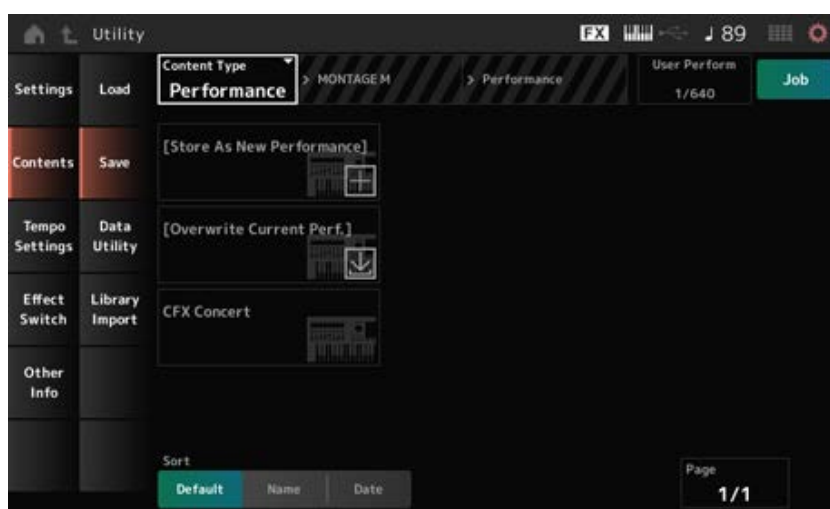 Utility
FX
♩ 89
Settings
Load
Content Type
Performance
> MONTAGE M
> Performance
User Perform
1/640
Job
Contents
Save
[Store As New Performance]
Tempo
Settings
Data
Utility
[Overwrite Current Perf.]
Effect
Switch
Library
Import
CFX Concert
Other
Info
Sort
Default
Name
Date
Page
1/1